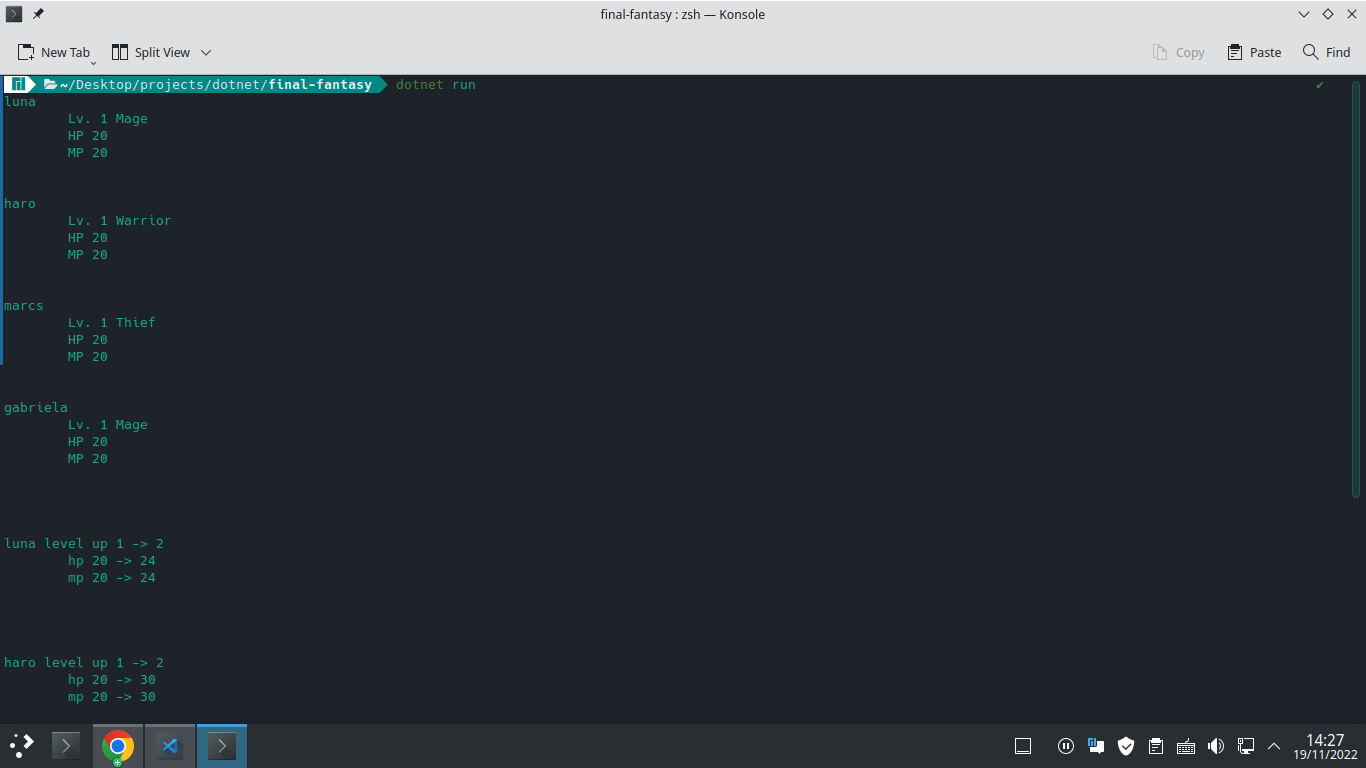 final-fantasy : zsh — Konsole
New Tab Split View Copy Paste Find
~/Desktop/projects/dotnet/final-fantasy dotnet run ✔
luna
Lv. 1 Mage
HP 20
MP 20
haro
Lv. 1 Warrior
HP 20
MP 20
marcs
Lv. 1 Thief
HP 20
MP 20
gabriela
Lv. 1 Mage
HP 20
MP 20
luna level up 1 -> 2
hp 20 -> 24
mp 20 -> 24
haro level up 1 -> 2
hp 20 -> 30
mp 20 -> 30
14:27
19/11/2022